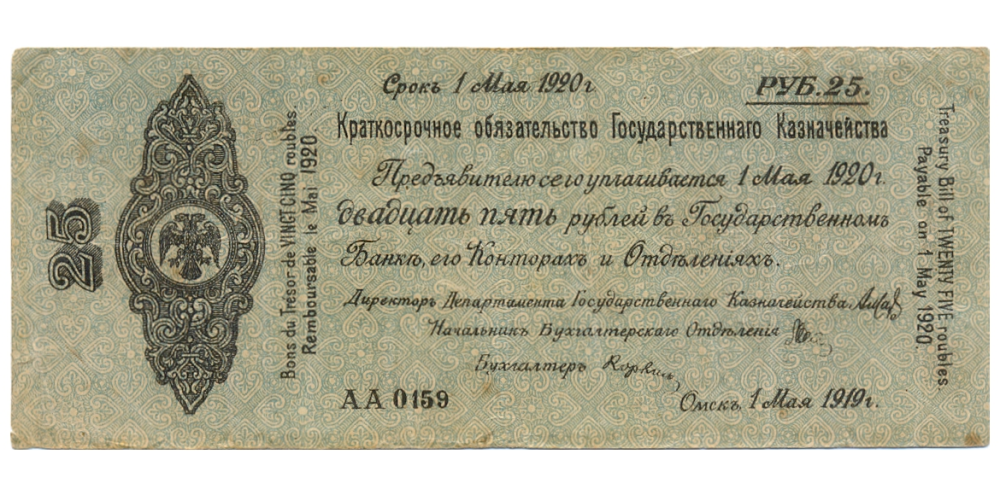 25
Bons du Trésor de VINGT CINQ roubles
Remboursable le 1 Mai 1920
Срокъ 1 Мая 1920 г
РУБ. 25.
Краткосрочное обязательство Государственнаго Казначейства
Предъявителю сего уплачивается 1 Мая 1920 г.
двадцать пять рублей въ Государственномъ
Банкѣ, его Конторахъ и Отдѣленіяхъ.
Директоръ Департамента Государственнаго Казначейства
Начальникъ Бухгалтерскаго Отдѣленія
Бухгалтеръ
АА 0159
Омскъ, 1 Мая 1919 г.
Treasury Bill of TWENTY FIVE roubles
Payable on 1 May 1920